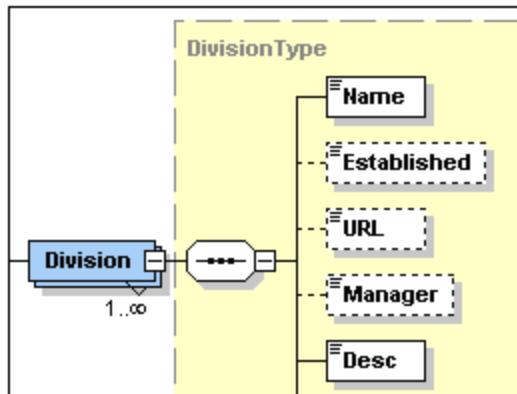 DivisionType
Name
Established
URL
Division
1..∞
Manager
Desc